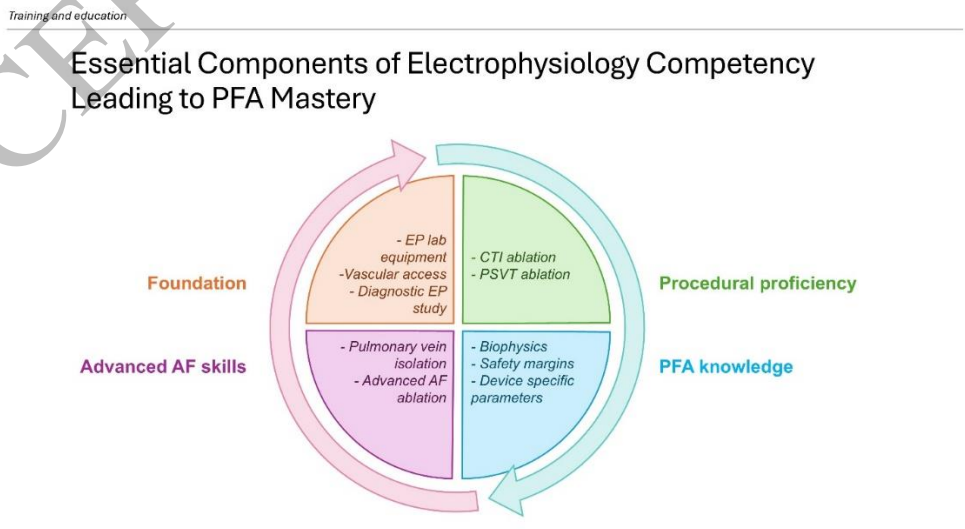 Training and education
Essential Components of Electrophysiology Competency
Leading to PFA Mastery
Foundation
- EP lab
equipment
-Vascular access
- Diagnostic EP
study
- CTI ablation
- PSVT ablation
Procedural proficiency
Advanced AF skills
- Pulmonary vein
isolation
- Advanced AF
ablation
- Biophysics
- Safety margins
- Device specific
parameters
PFA knowledge